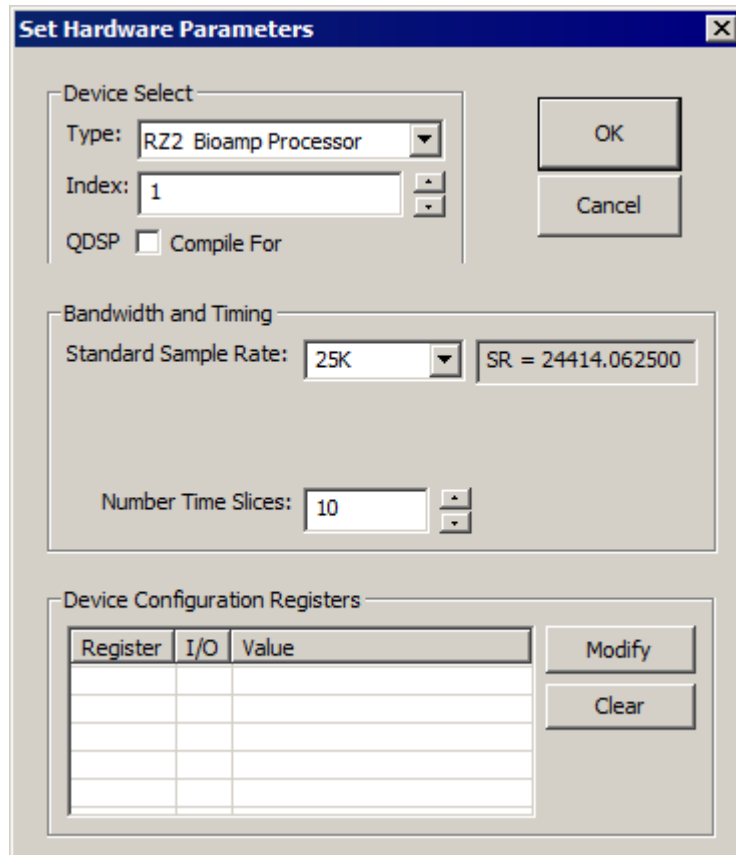 Set Hardware Parameters
Device Select
Type: RZ2 Bioamp Processor
OK
Index: 1
Cancel
QDSP Compile For
Bandwidth and Timing
Standard Sample Rate: 25K SR = 24414.062500
Number Time Slices: 10
Device Configuration Registers
Register I/O Value
Modify
Clear